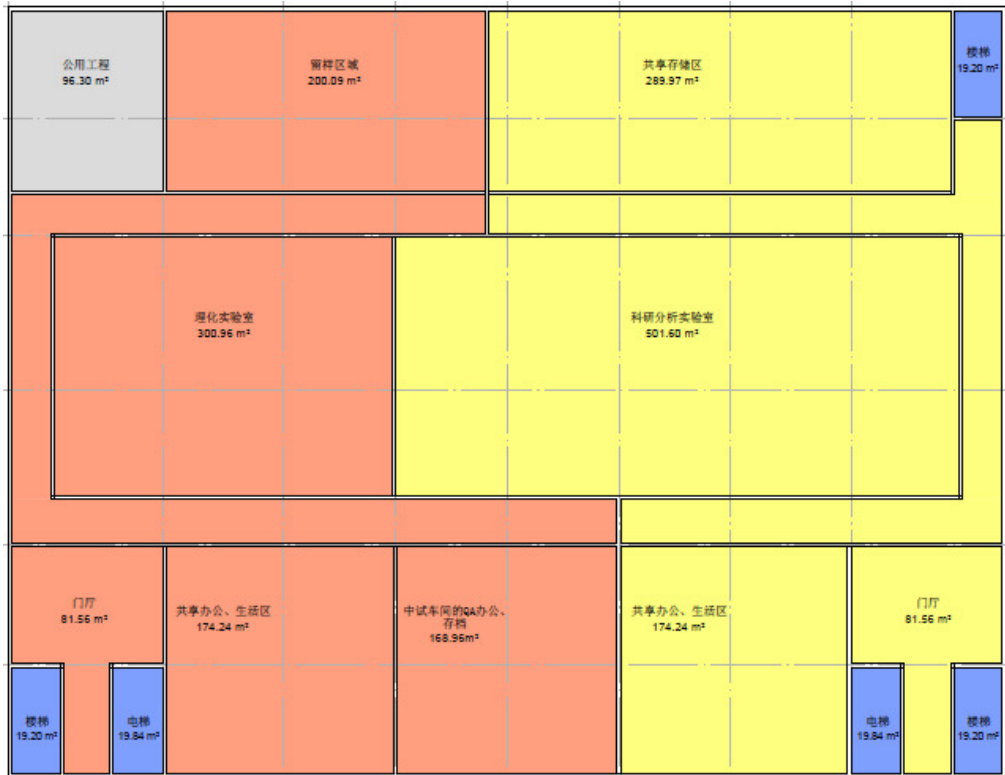 公用工程
96.30 m²
留样区域
200.09 m²
共享存储区
289.97 m²
楼梯
19.20 m²
理化实验室
300.96 m²
科研分析实验室
501.60 m²
门厅
81.56 m²
共享办公、生活区
174.24 m²
中试车间的QA办公、
存档
168.96m²
共享办公、生活区
174.24 m²
门厅
81.56 m²
楼梯
19.20 m²
电梯
19.84 m²
电梯
19.84 m²
楼梯
19.20 m²